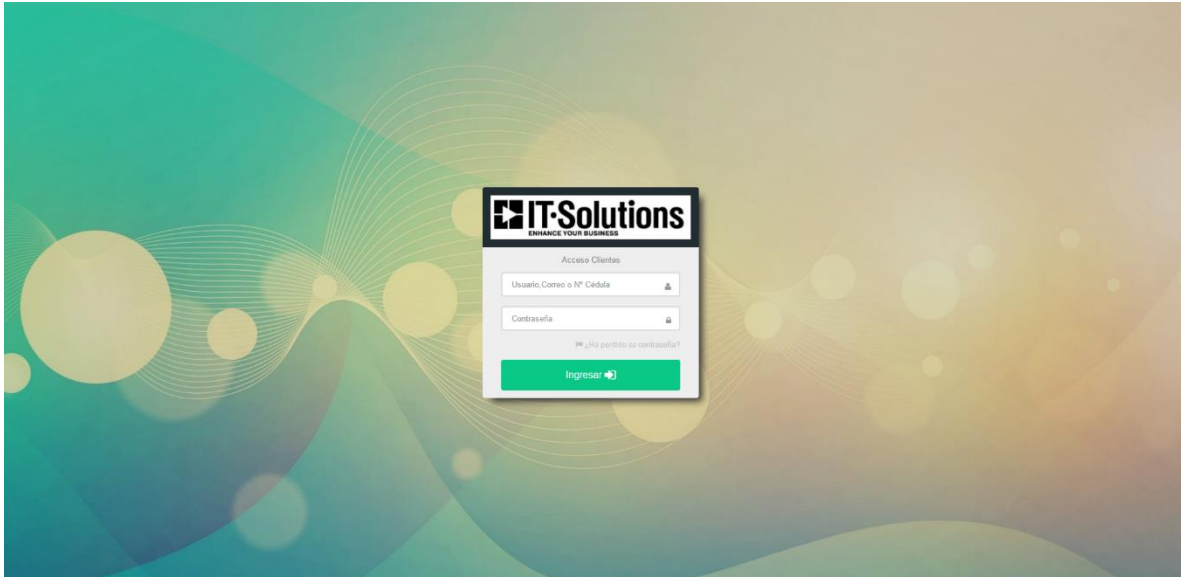 IT·Solutions
ENHANCE YOUR BUSINESS
Acceso Clientes
Usuario,Correo o Nº Cédula
Contraseña
¿Ha perdido su contraseña?
Ingresar